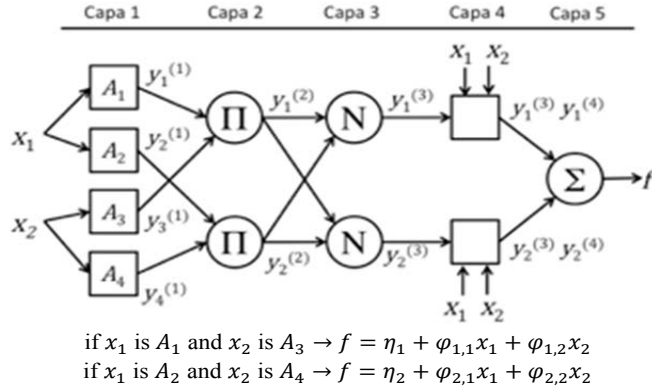 Capa 1 Capa 2 Capa 3 Capa 4 Capa 5
x₁ x₂
A₁ y₁⁽¹⁾ Π y₁⁽²⁾ N y₁⁽³⁾ y₁⁽³⁾ y₁⁽⁴⁾
x₁ A₂ y₂⁽¹⁾
Σ f
x₂ A₃ y₃⁽¹⁾
A₄ y₄⁽¹⁾ Π y₂⁽²⁾ N y₂⁽³⁾ y₂⁽³⁾ y₂⁽⁴⁾
x₁ x₂
if x₁ is A₁ and x₂ is A₃ → f = η₁ + φ₁,₁x₁ + φ₁,₂x₂
if x₁ is A₂ and x₂ is A₄ → f = η₂ + φ₂,₁x₁ + φ₂,₂x₂